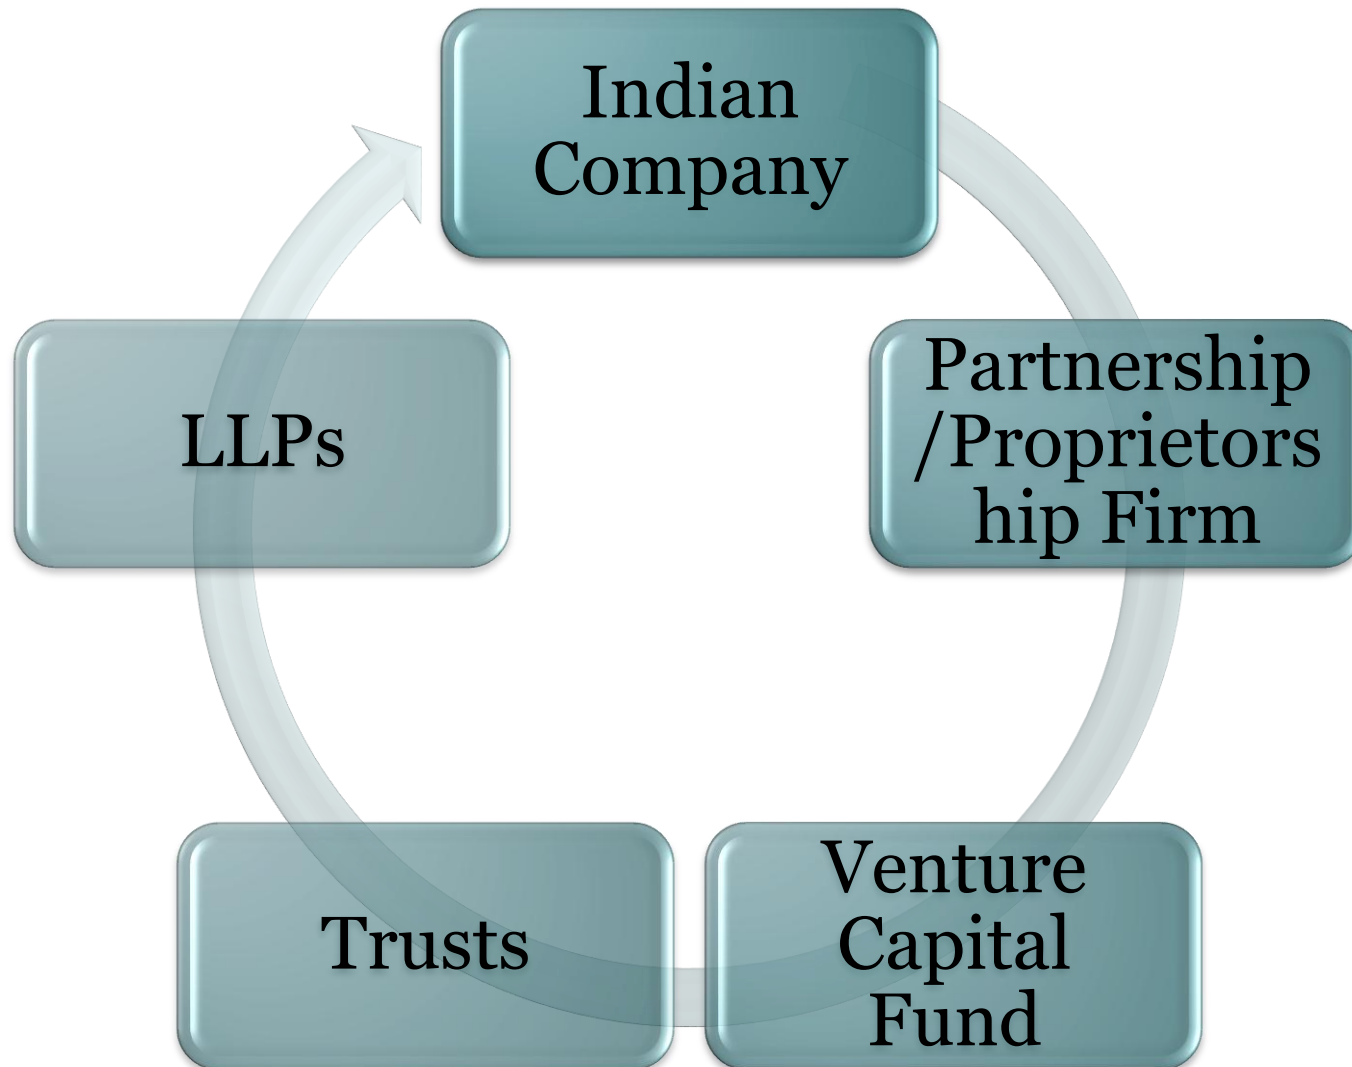 Indian
Company
Partnership
/Proprietors
hip Firm
Venture
Capital
Fund
Trusts
LLPs